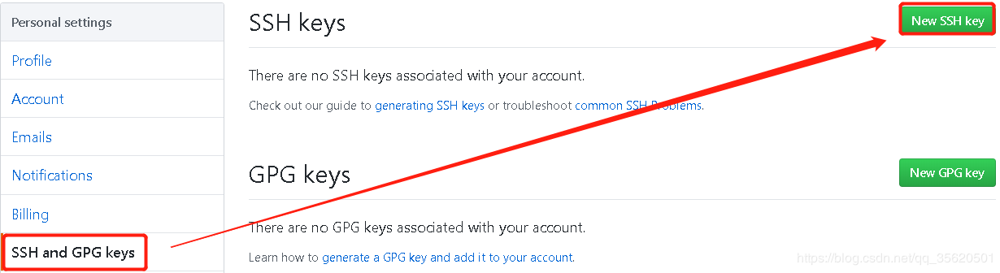 Personal settings
Profile
Account
Emails
Notifications
Billing
SSH and GPG keys
SSH keys
New SSH key
There are no SSH keys associated with your account.
Check out our guide to generating SSH keys or troubleshoot common SSH Problems.
GPG keys
New GPG key
There are no GPG keys associated with your account.
Learn how to generate a GPG key and add it to your account.
https://blog.csdn.net/qq_35620501